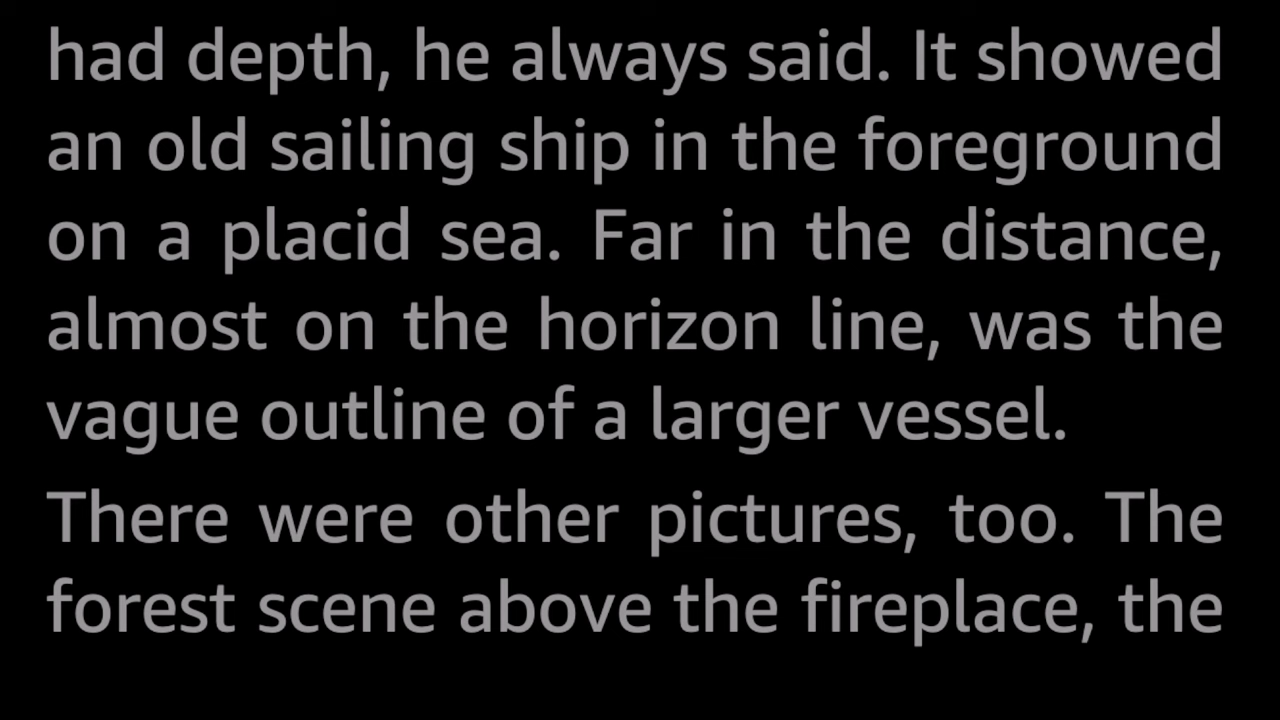 had depth, he always said. It showed
an old sailing ship in the foreground
on a placid sea. Far in the distance,
almost on the horizon line, was the
vague outline of a larger vessel.
There were other pictures, too. The
forest scene above the fireplace, the